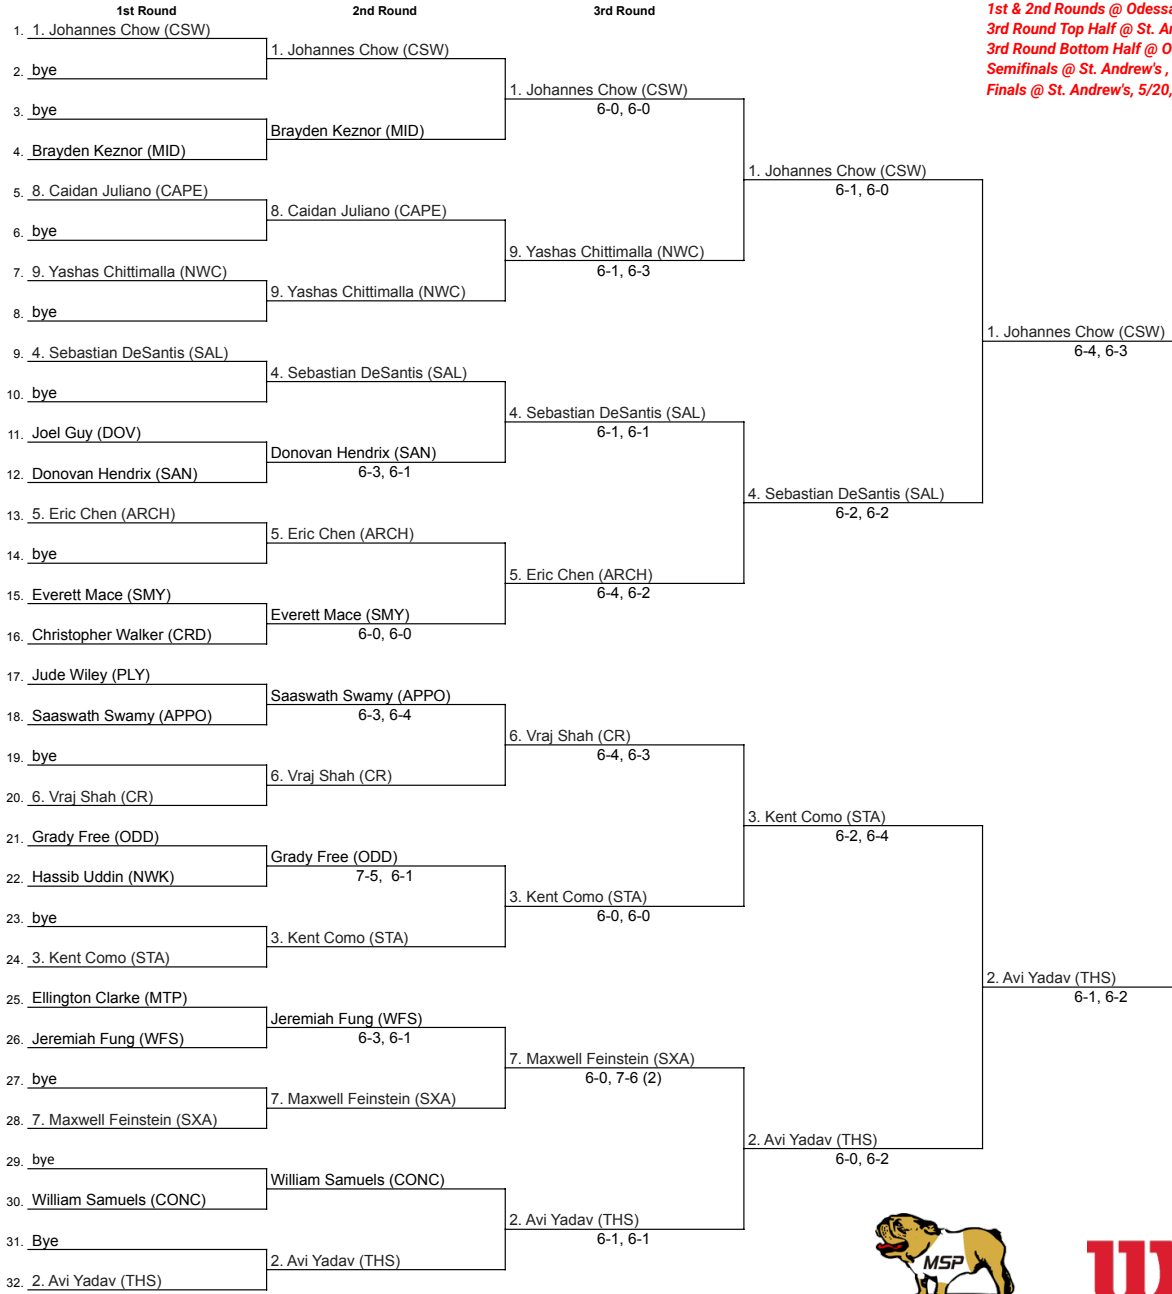 1st Round
2nd Round
3rd Round
1st & 2nd Rounds @ Odessa
3rd Round Top Half @ St.
3rd Round Bottom Half @
Semifinals @ St. Andrew's ,
Finals @ St. Andrew's, 5/20,
1. 1. Johannes Chow (CSW)
1. Johannes Chow (CSW)
2. bye
1. Johannes Chow (CSW)
6-0, 6-0
3. bye
Brayden Keznor (MID)
4. Brayden Keznor (MID)
1. Johannes Chow (CSW)
6-1, 6-0
5. 8. Caidan Juliano (CAPE)
8. Caidan Juliano (CAPE)
6. bye
9. Yashas Chittimalla (NWC)
6-1, 6-3
7. 9. Yashas Chittimalla (NWC)
9. Yashas Chittimalla (NWC)
8. bye
1. Johannes Chow (CSW)
6-4, 6-3
9. 4. Sebastian DeSantis (SAL)
4. Sebastian DeSantis (SAL)
10. bye
4. Sebastian DeSantis (SAL)
6-1, 6-1
11. Joel Guy (DOV)
Donovan Hendrix (SAN)
6-3, 6-1
12. Donovan Hendrix (SAN)
4. Sebastian DeSantis (SAL)
6-2, 6-2
13. 5. Eric Chen (ARCH)
5. Eric Chen (ARCH)
14. bye
5. Eric Chen (ARCH)
6-4, 6-2
15. Everett Mace (SMY)
Everett Mace (SMY)
6-0, 6-0
16. Christopher Walker (CRD)
17. Jude Wiley (PLY)
Saaswath Swamy (APPO)
6-3, 6-4
18. Saaswath Swamy (APPO)
6. Vraj Shah (CR)
6-4, 6-3
19. bye
6. Vraj Shah (CR)
20. 6. Vraj Shah (CR)
3. Kent Como (STA)
6-2, 6-4
21. Grady Free (ODD)
Grady Free (ODD)
7-5, 6-1
22. Hassib Uddin (NWK)
3. Kent Como (STA)
6-0, 6-0
23. bye
3. Kent Como (STA)
24. 3. Kent Como (STA)
2. Avi Yadav (THS)
6-1, 6-2
25. Ellington Clarke (MTP)
Jeremiah Fung (WFS)
6-3, 6-1
26. Jeremiah Fung (WFS)
7. Maxwell Feinstein (SXA)
6-0, 7-6 (2)
27. bye
7. Maxwell Feinstein (SXA)
28. 7. Maxwell Feinstein (SXA)
2. Avi Yadav (THS)
6-0, 6-2
29. bye
William Samuels (CONC)
30. William Samuels (CONC)
2. Avi Yadav (THS)
6-1, 6-1
31. Bye
2. Avi Yadav (THS)
32. 2. Avi Yadav (THS)
MSP